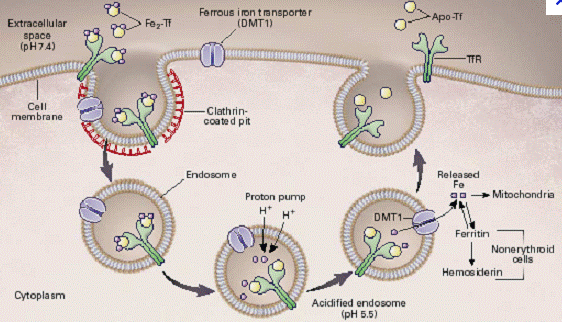 Extracellular
space
(pH 7.4)
Fe2-Tf
Ferrous iron transporter
(DMT1)
Apo-Tf
TfR
Cell
membrane
Clathrin-
coated pit
Endosome
Proton pump
H+
H+
DMT1
Released
Fe
Mitochondria
Ferritin
Nonerythroid
cells
Hemosiderin
Cytoplasm
Acidified endosome
(pH 5.5)